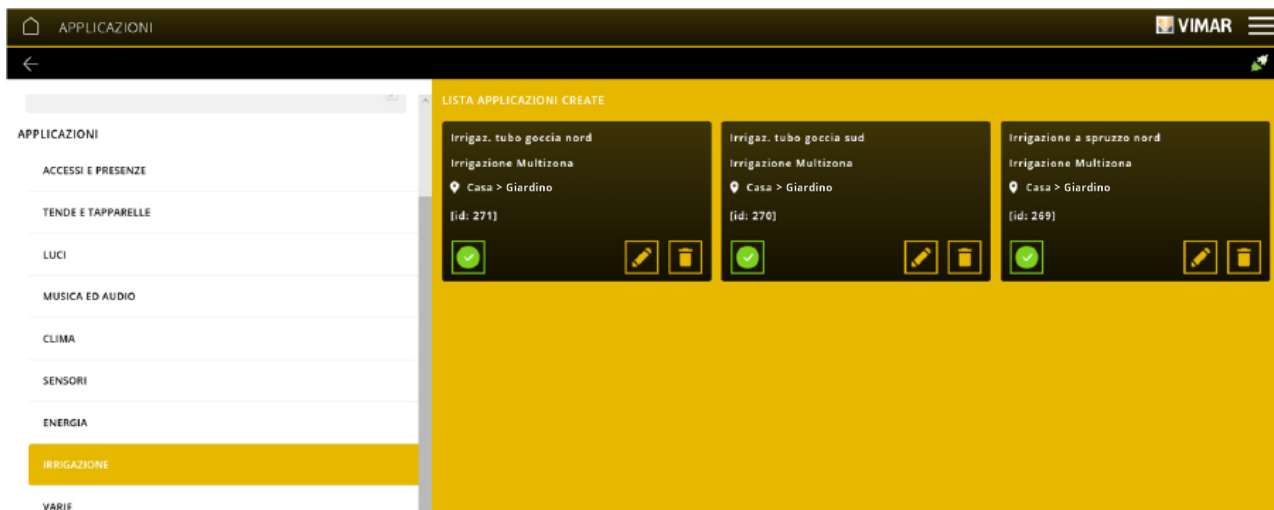 APPLICAZIONI
VIMAR
APPLICAZIONI
ACCESSI E PRESENZE
TENDE E TAPPARELLE
LUCI
MUSICA ED AUDIO
CLIMA
SENSORI
ENERGIA
IRRIGAZIONE
VARIE
LISTA APPLICAZIONI CREATE
Irrigaz. tubo goccia nord
Irrigazione Multizona
Casa > Giardino
[id: 271]
Irrigaz. tubo goccia sud
Irrigazione Multizona
Casa > Giardino
[id: 270]
Irrigazione a spruzzo nord
Irrigazione Multizona
Casa > Giardino
[id: 269]